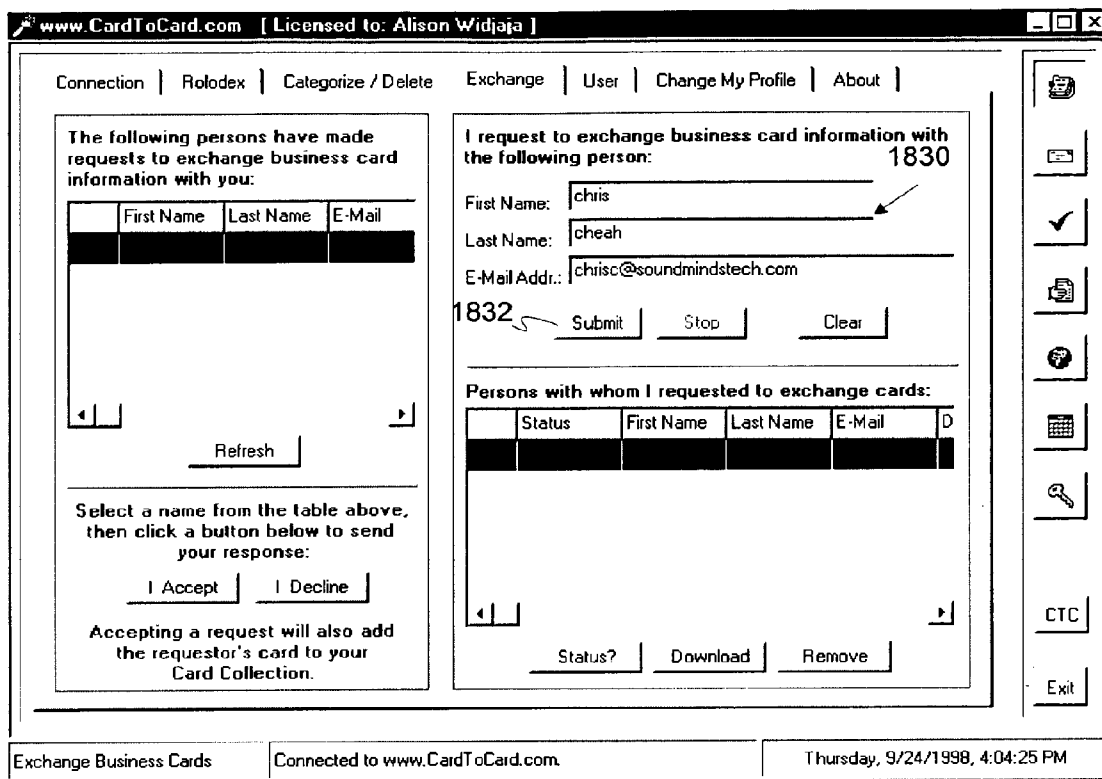 www.CardToCard.com [ Licensed to: Alison Widjaja ]
Connection | Rolodex | Categorize / Delete Exchange | User | Change My Profile | About |
The following persons have made
requests to exchange business card
information with you:
First Name Last Name E-Mail
Refresh
Select a name from the table above,
then click a button below to send
your response:
I Accept I Decline
Accepting a request will also add
the requestor's card to your
Card Collection.
I request to exchange business card information with
the following person:
1830
First Name: chris
Last Name: cheah
E-Mail Addr.: chrisc@soundmindstech.com
1832
Submit Stop Clear
Persons with whom I requested to exchange cards:
Status First Name Last Name E-Mail D
Status? Download Remove
CTC
Exit
Exchange Business Cards Connected to www.CardToCard.com. Thursday, 9/24/1998, 4:04:25 PM